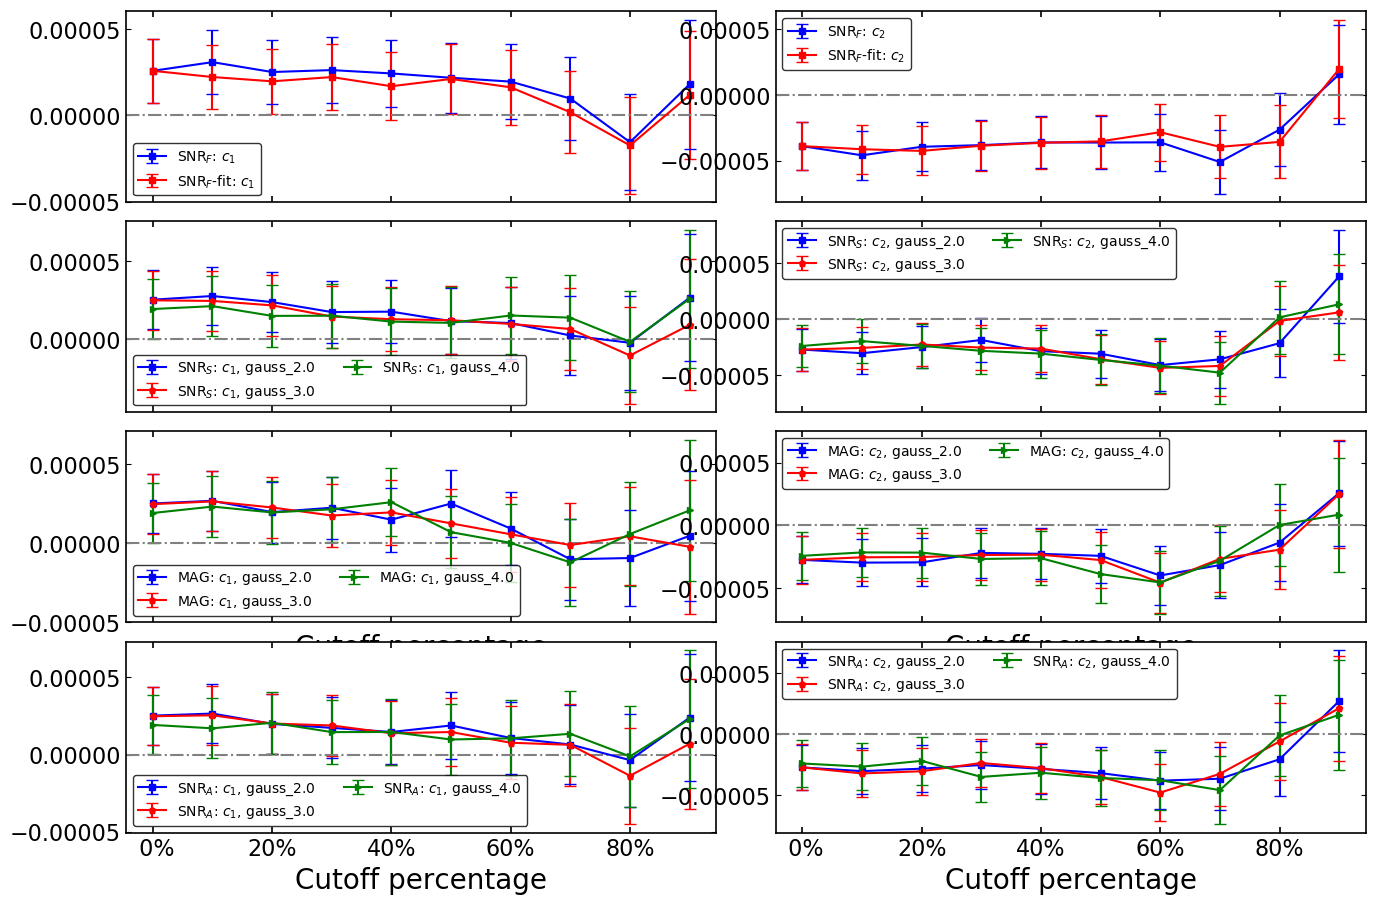 0.00005
0.00000
−0.00005
SNR_F: c_1
SNR_F-fit: c_1
0.00005
0.00000
−0.00005
SNR_F: c_2
SNR_F-fit: c_2
0.00005
0.00000
SNR_S: c_1, gauss_2.0
SNR_S: c_1, gauss_3.0
SNR_S: c_1, gauss_4.0
0.00005
0.00000
−0.00005
SNR_S: c_2, gauss_2.0
SNR_S: c_2, gauss_3.0
SNR_S: c_2, gauss_4.0
0.00005
0.00000
−0.00005
MAG: c_1, gauss_2.0
MAG: c_1, gauss_3.0
MAG: c_1, gauss_4.0
Cutoff percentage
0.00005
0.00000
−0.00005
MAG: c_2, gauss_2.0
MAG: c_2, gauss_3.0
MAG: c_2, gauss_4.0
Cutoff percentage
0.00005
0.00000
−0.00005
SNR_A: c_1, gauss_2.0
SNR_A: c_1, gauss_3.0
SNR_A: c_1, gauss_4.0
0% 20% 40% 60% 80%
Cutoff percentage
0.00005
0.00000
−0.00005
SNR_A: c_2, gauss_2.0
SNR_A: c_2, gauss_3.0
SNR_A: c_2, gauss_4.0
0% 20% 40% 60% 80%
Cutoff percentage